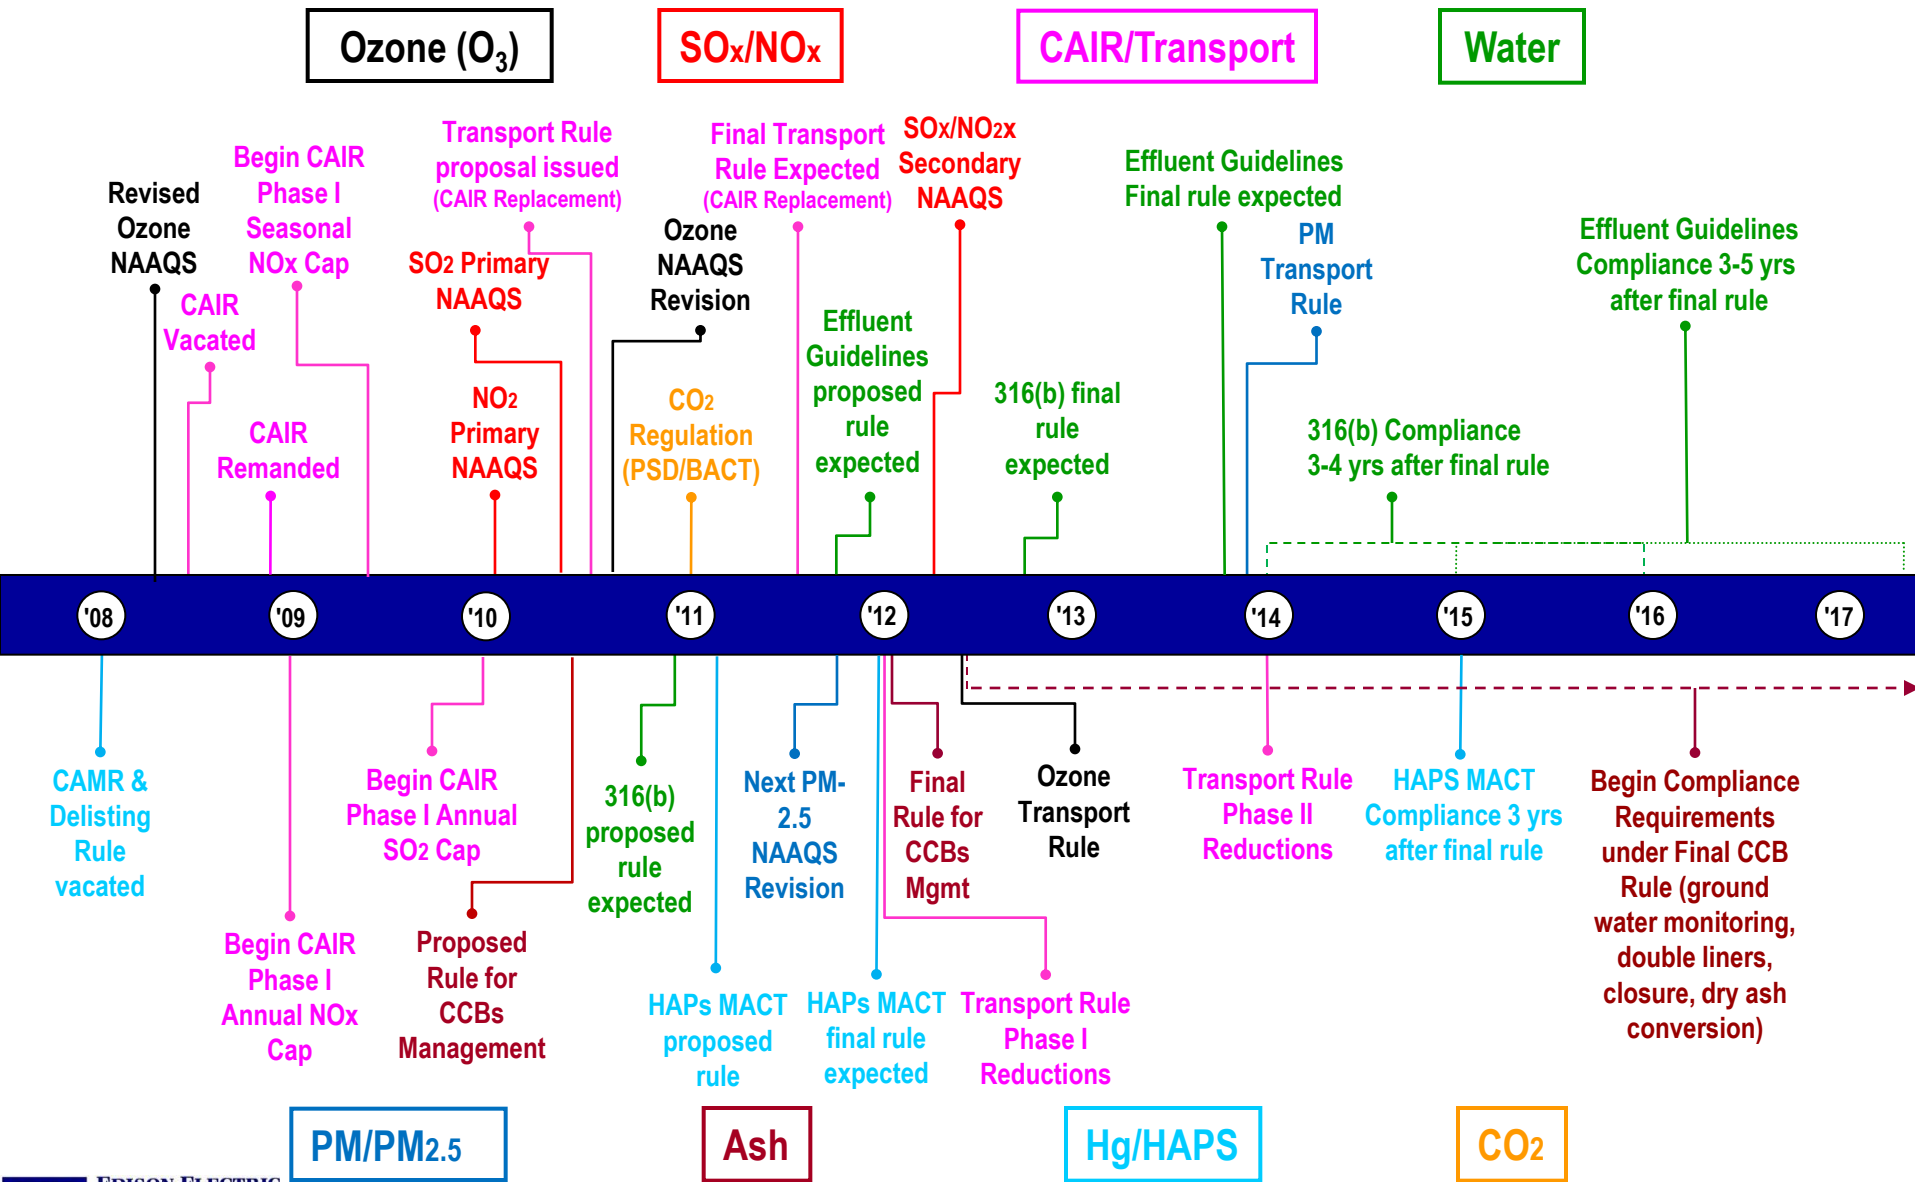 Ozone (O3)
SOx/NOx
CAIR/Transport
Water
Revised
Ozone
NAAQS
CAIR
Vacated
Begin CAIR
Phase I
Seasonal
NOx Cap
CAIR
Remanded
Transport Rule
proposal issued
(CAIR Replacement)
SO2 Primary
NAAQS
NO2
Primary
NAAQS
Ozone
NAAQS
Revision
CO2
Regulation
(PSD/BACT)
Final Transport
Rule Expected
(CAIR Replacement)
Effluent
Guidelines
proposed
rule
expected
SOx/NO2x
Secondary
NAAQS
316(b) final
rule
expected
Effluent Guidelines
Final rule expected
PM
Transport
Rule
316(b) Compliance
3-4 yrs after final rule
Effluent Guidelines
Compliance 3-5 yrs
after final rule
'08
'09
'10
'11
'12
'13
'14
'15
'16
'17
CAMR &
Delisting
Rule
vacated
Begin CAIR
Phase I
Annual NOx
Cap
Begin CAIR
Phase I Annual
SO2 Cap
Proposed
Rule for
CCBs
Management
316(b)
proposed
rule
expected
HAPs MACT
proposed
rule
Next PM-
2.5
NAAQS
Revision
HAPs MACT
final rule
expected
Final
Rule for
CCBs
Mgmt
Transport Rule
Phase I
Reductions
Ozone
Transport
Rule
Transport Rule
Phase II
Reductions
HAPS MACT
Compliance 3 yrs
after final rule
Begin Compliance
Requirements
under Final CCB
Rule (ground
water monitoring,
double liners,
closure, dry ash
conversion)
PM/PM2.5
Ash
Hg/HAPS
CO2
EDISON ELECTRIC